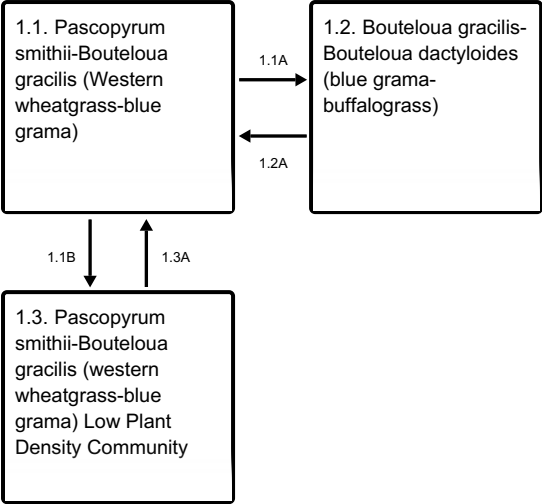 1.1. Pascopyrum
smithii-Bouteloua
gracilis (Western
wheatgrass-blue
grama)
1.1A
1.2A
1.2. Bouteloua gracilis-
Bouteloua dactyloides
(blue grama-
buffalograss)
1.1B
1.3A
1.3. Pascopyrum
smithii-Bouteloua
gracilis (western
wheatgrass-blue
grama) Low Plant
Density Community